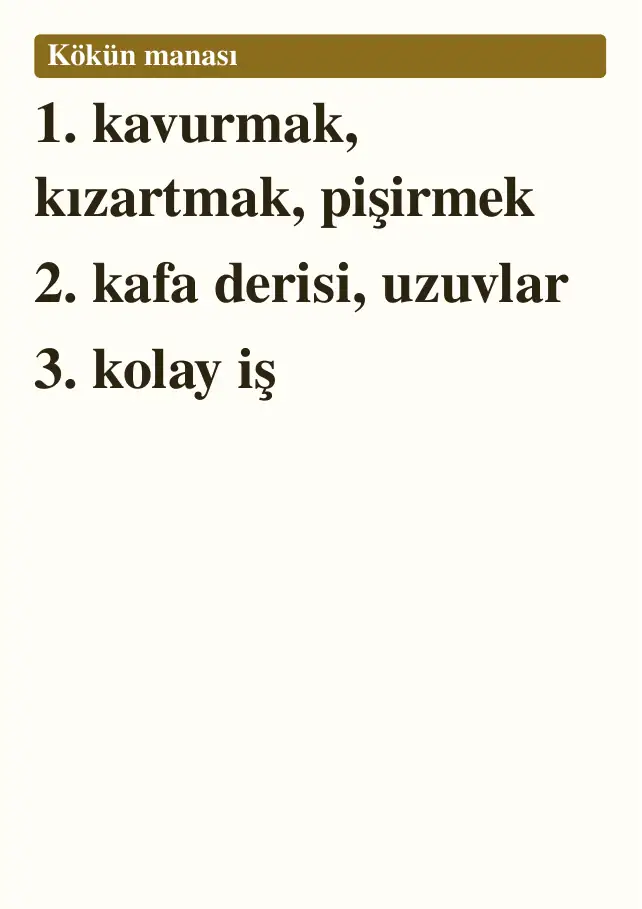 Kökün manası
1. kavurmak,
kızartmak, pişirmek
2. kafa derisi, uzuvlar
3. kolay iş